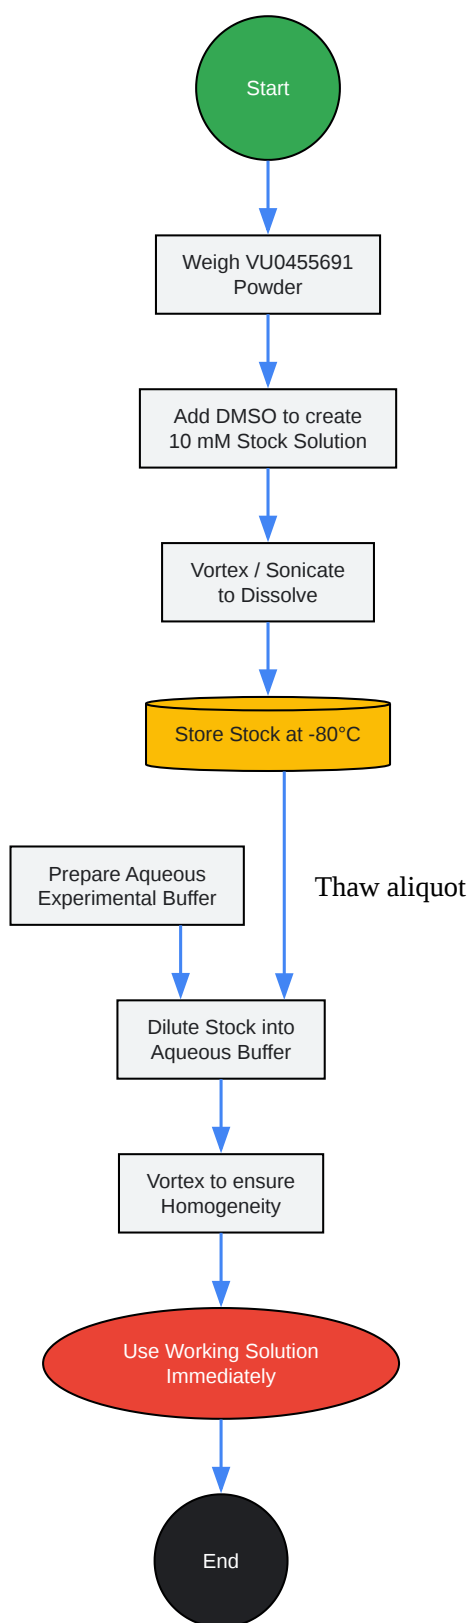 Start
Weigh VU0455691
Powder
Add DMSO to create
10 mM Stock Solution
Vortex / Sonicate
to Dissolve
Store Stock at -80°C
Prepare Aqueous
Experimental Buffer
Thaw aliquot
Dilute Stock into
Aqueous Buffer
Vortex to ensure
Homogeneity
Use Working Solution
Immediately
End